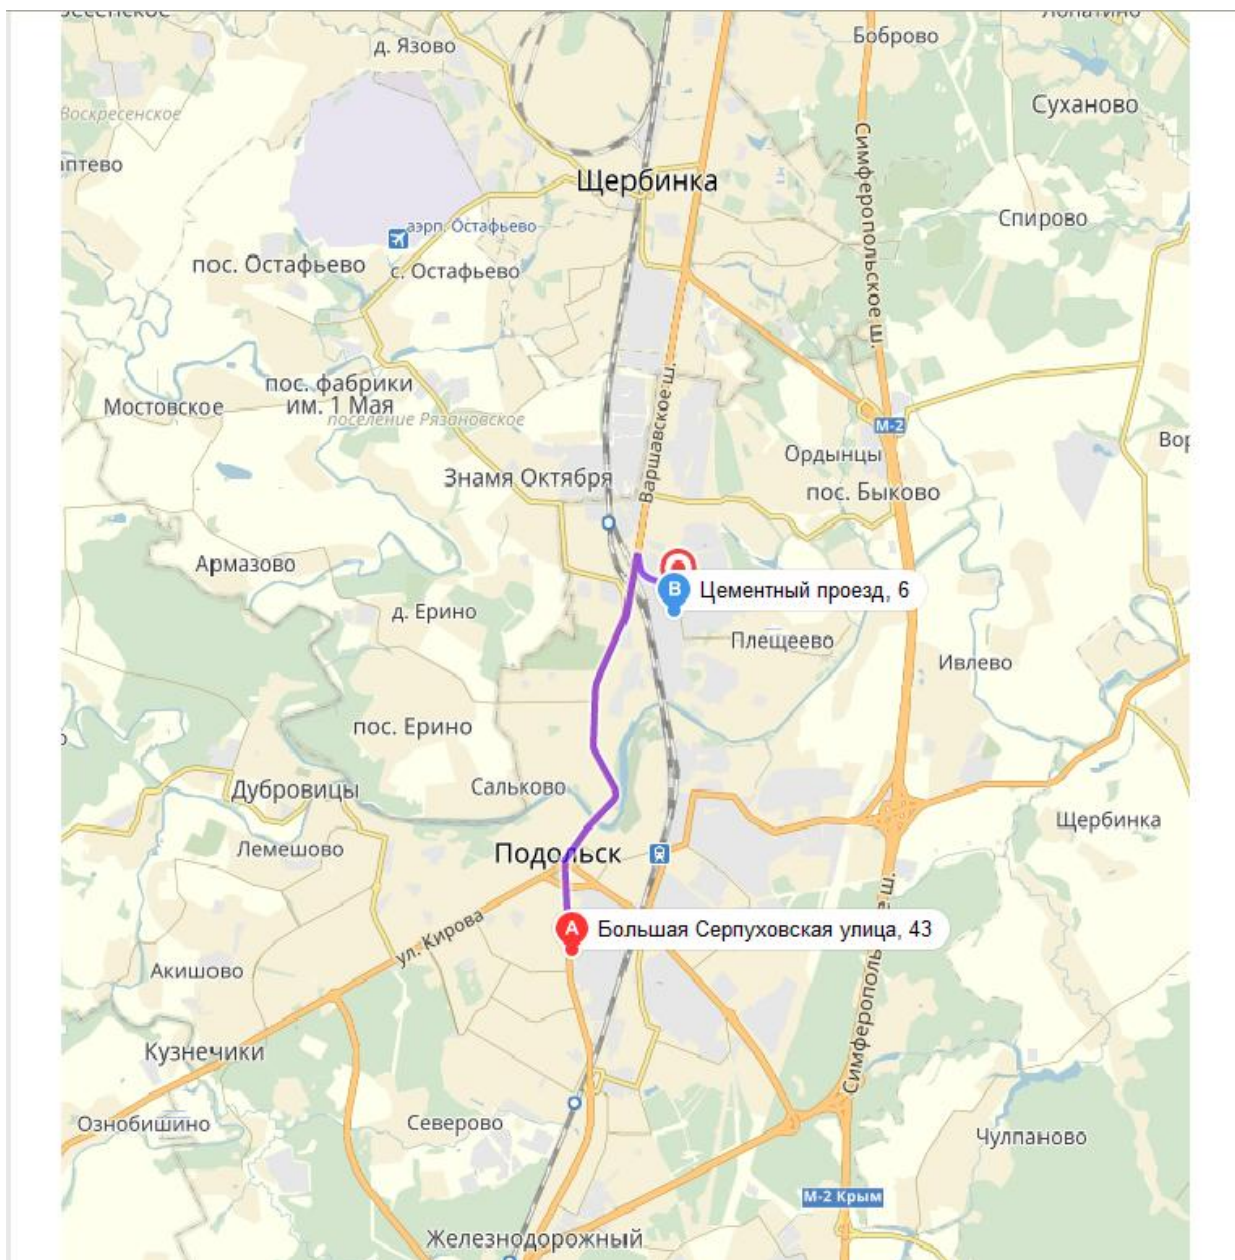 д. Язово
Боброво
Суханово
Воскресенское
Щербинка
Симферопольское ш.
Спирово
аэрп. Остафьево
пос. Остафьево
с. Остафьево
Варшавское ш.
пос. фабрики
им. 1 Мая
Мостовское
поселение Рязановское
М-2
Ордынцы
Знамя Октября
пос. Быково
Армазово
В
Цементный проезд, 6
д. Ерино
Плещеево
Ивлево
пос. Ерино
Дубровицы
Сальково
Щербинка
Лемешово
Подольск
ул. Кирова
А
Большая Серпуховская улица, 43
Акишово
Кузнечики
Ознобишино
Северово
Чулпаново
М-2 Крым
Железнодорожный